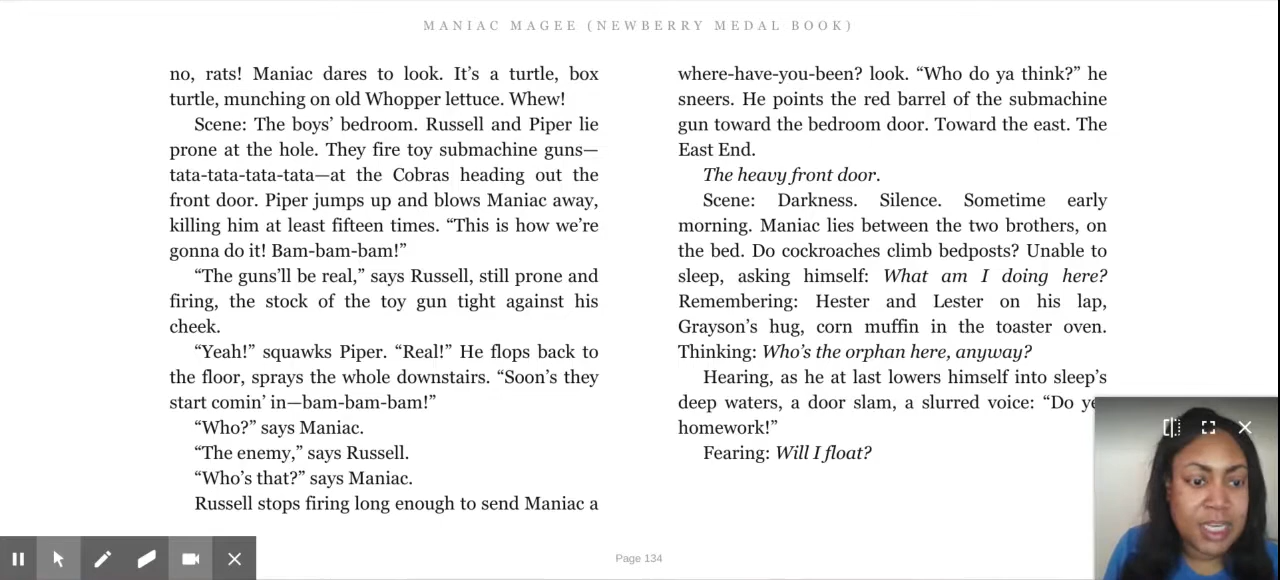 MANIAC MAGEE (NEWBERRY MEDAL BOOK)
no, rats! Maniac dares to look. It’s a turtle, box
turtle, munching on old Whopper lettuce. Whew!
Scene: The boys’ bedroom. Russell and Piper lie
prone at the hole. They fire toy submachine guns—
tata-tata-tata-tata—at the Cobras heading out the
front door. Piper jumps up and blows Maniac away,
killing him at least fifteen times. “This is how we’re
gonna do it! Bam-bam-bam!”
“The guns’ll be real,” says Russell, still prone and
firing, the stock of the toy gun tight against his
cheek.
“Yeah!” squawks Piper. “Real!” He flops back to
the floor, sprays the whole downstairs. “Soon’s they
start comin’ in—bam-bam-bam!”
“Who?” says Maniac.
“The enemy,” says Russell.
“Who’s that?” says Maniac.
Russell stops firing long enough to send Maniac a
where-have-you-been? look. “Who do ya think?” he
sneers. He points the red barrel of the submachine
gun toward the bedroom door. Toward the east. The
East End.
The heavy front door.
Scene: Darkness. Silence. Sometime early
morning. Maniac lies between the two brothers, on
the bed. Do cockroaches climb bedposts? Unable to
sleep, asking himself: What am I doing here?
Remembering: Hester and Lester on his lap,
Grayson’s hug, corn muffin in the toaster oven.
Thinking: Who’s the orphan here, anyway?
Hearing, as he at last lowers himself into sleep’s
deep waters, a door slam, a slurred voice: “Do
homework!”
Fearing: Will I float?
Page 134